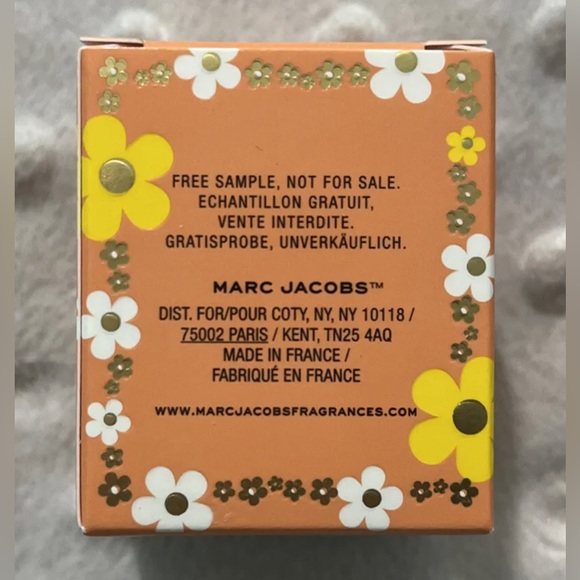 FREE SAMPLE, NOT FOR SALE.
ECHANTILLON GRATUIT,
VENTE INTERDITE.
GRATISPROBE, UNVERKÄUFLICH.
MARC JACOBS™
DIST. FOR/POUR COTY, NY, NY 10118 /
75002 PARIS / KENT, TN25 4AQ
MADE IN FRANCE /
FABRIQUÉ EN FRANCE
WWW.MARCJACOBSFRAGRANCES.COM